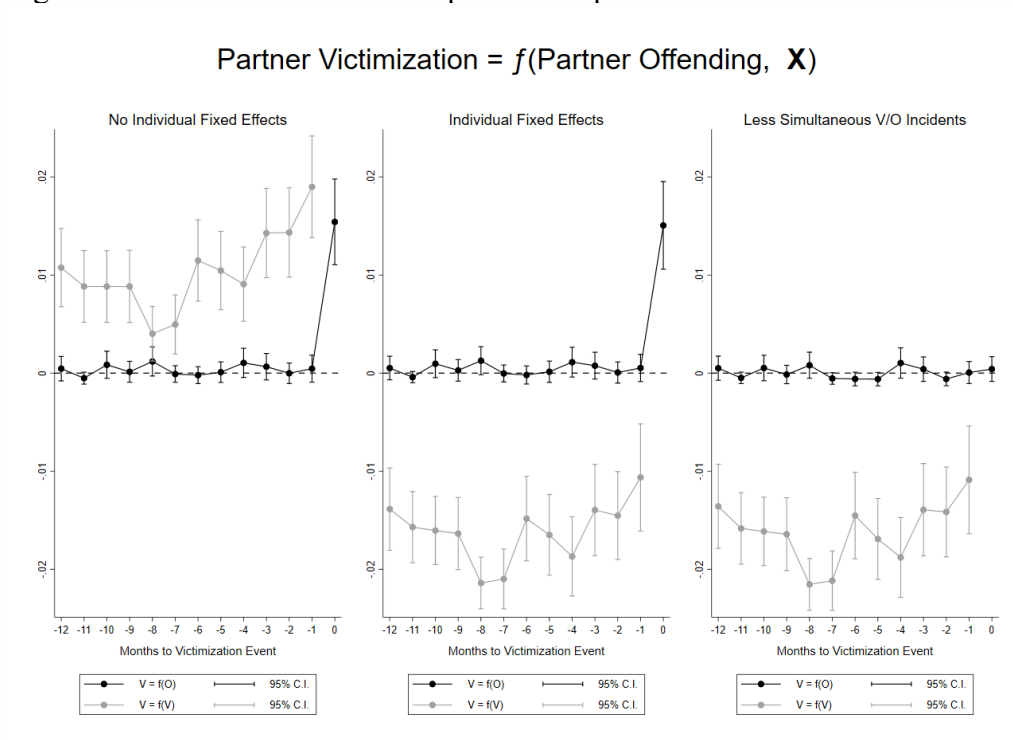 Partner Victimization = f(Partner Offending, X)
No Individual Fixed Effects
.02
.01
0
-.01
-.02
-12 -11 -10 -9 -8 -7 -6 -5 -4 -3 -2 -1 0
Months to Victimization Event
V = f(O) 95% C.I.
V = f(V) 95% C.I.
Individual Fixed Effects
.02
.01
0
-.01
-.02
-12 -11 -10 -9 -8 -7 -6 -5 -4 -3 -2 -1 0
Months to Victimization Event
V = f(O) 95% C.I.
V = f(V) 95% C.I.
Less Simultaneous V/O Incidents
.02
.01
0
-.01
-.02
-12 -11 -10 -9 -8 -7 -6 -5 -4 -3 -2 -1 0
Months to Victimization Event
V = f(O) 95% C.I.
V = f(V) 95% C.I.